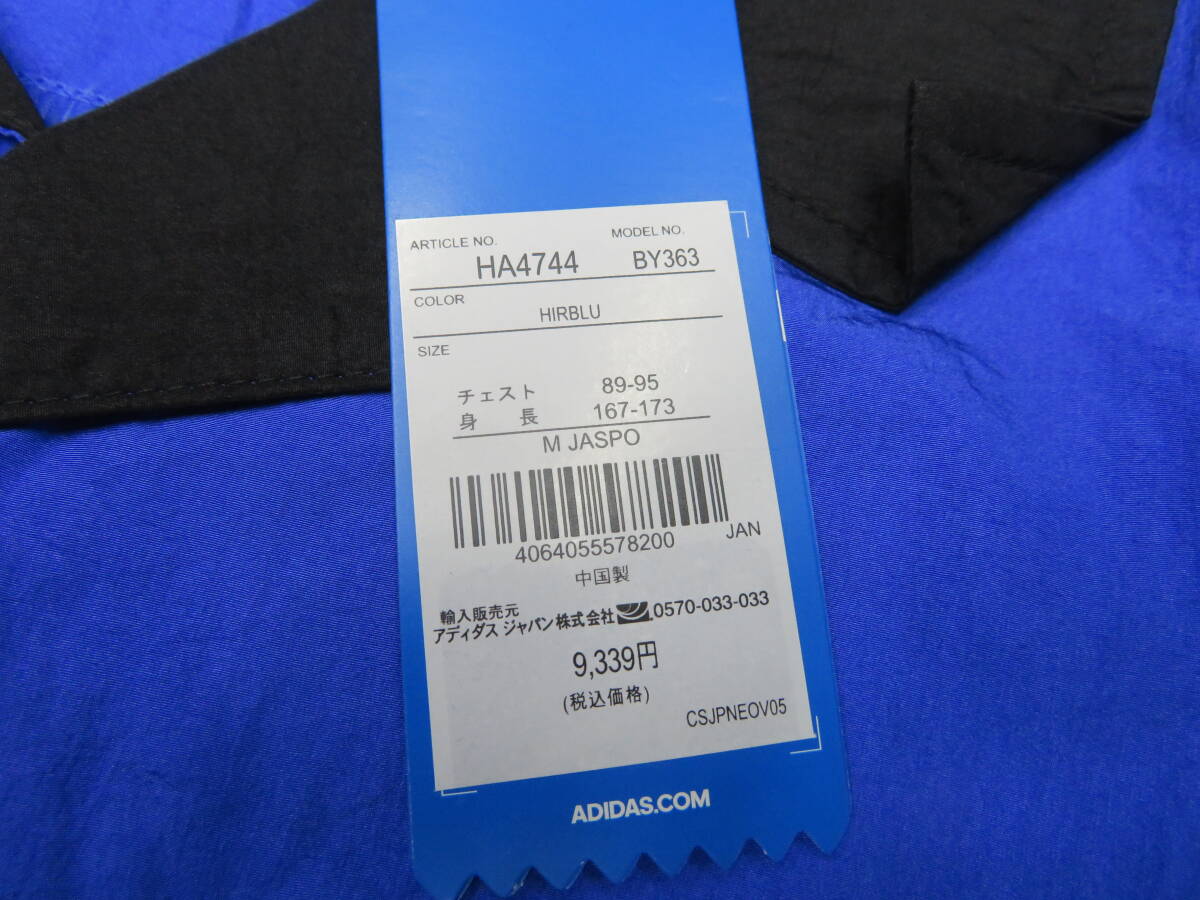 ARTICLE NO. MODEL NO.
HA4744 BY363
COLOR
HIRBLU
SIZE
チェスト 89-95
身長 167-173
M JASPO
4064055578200 JAN
中国製
輸入販売元
アディダス ジャパン株式会社 0570-033-033
9,339円
(税込価格)
CSJPNEOV05
ADIDAS.COM